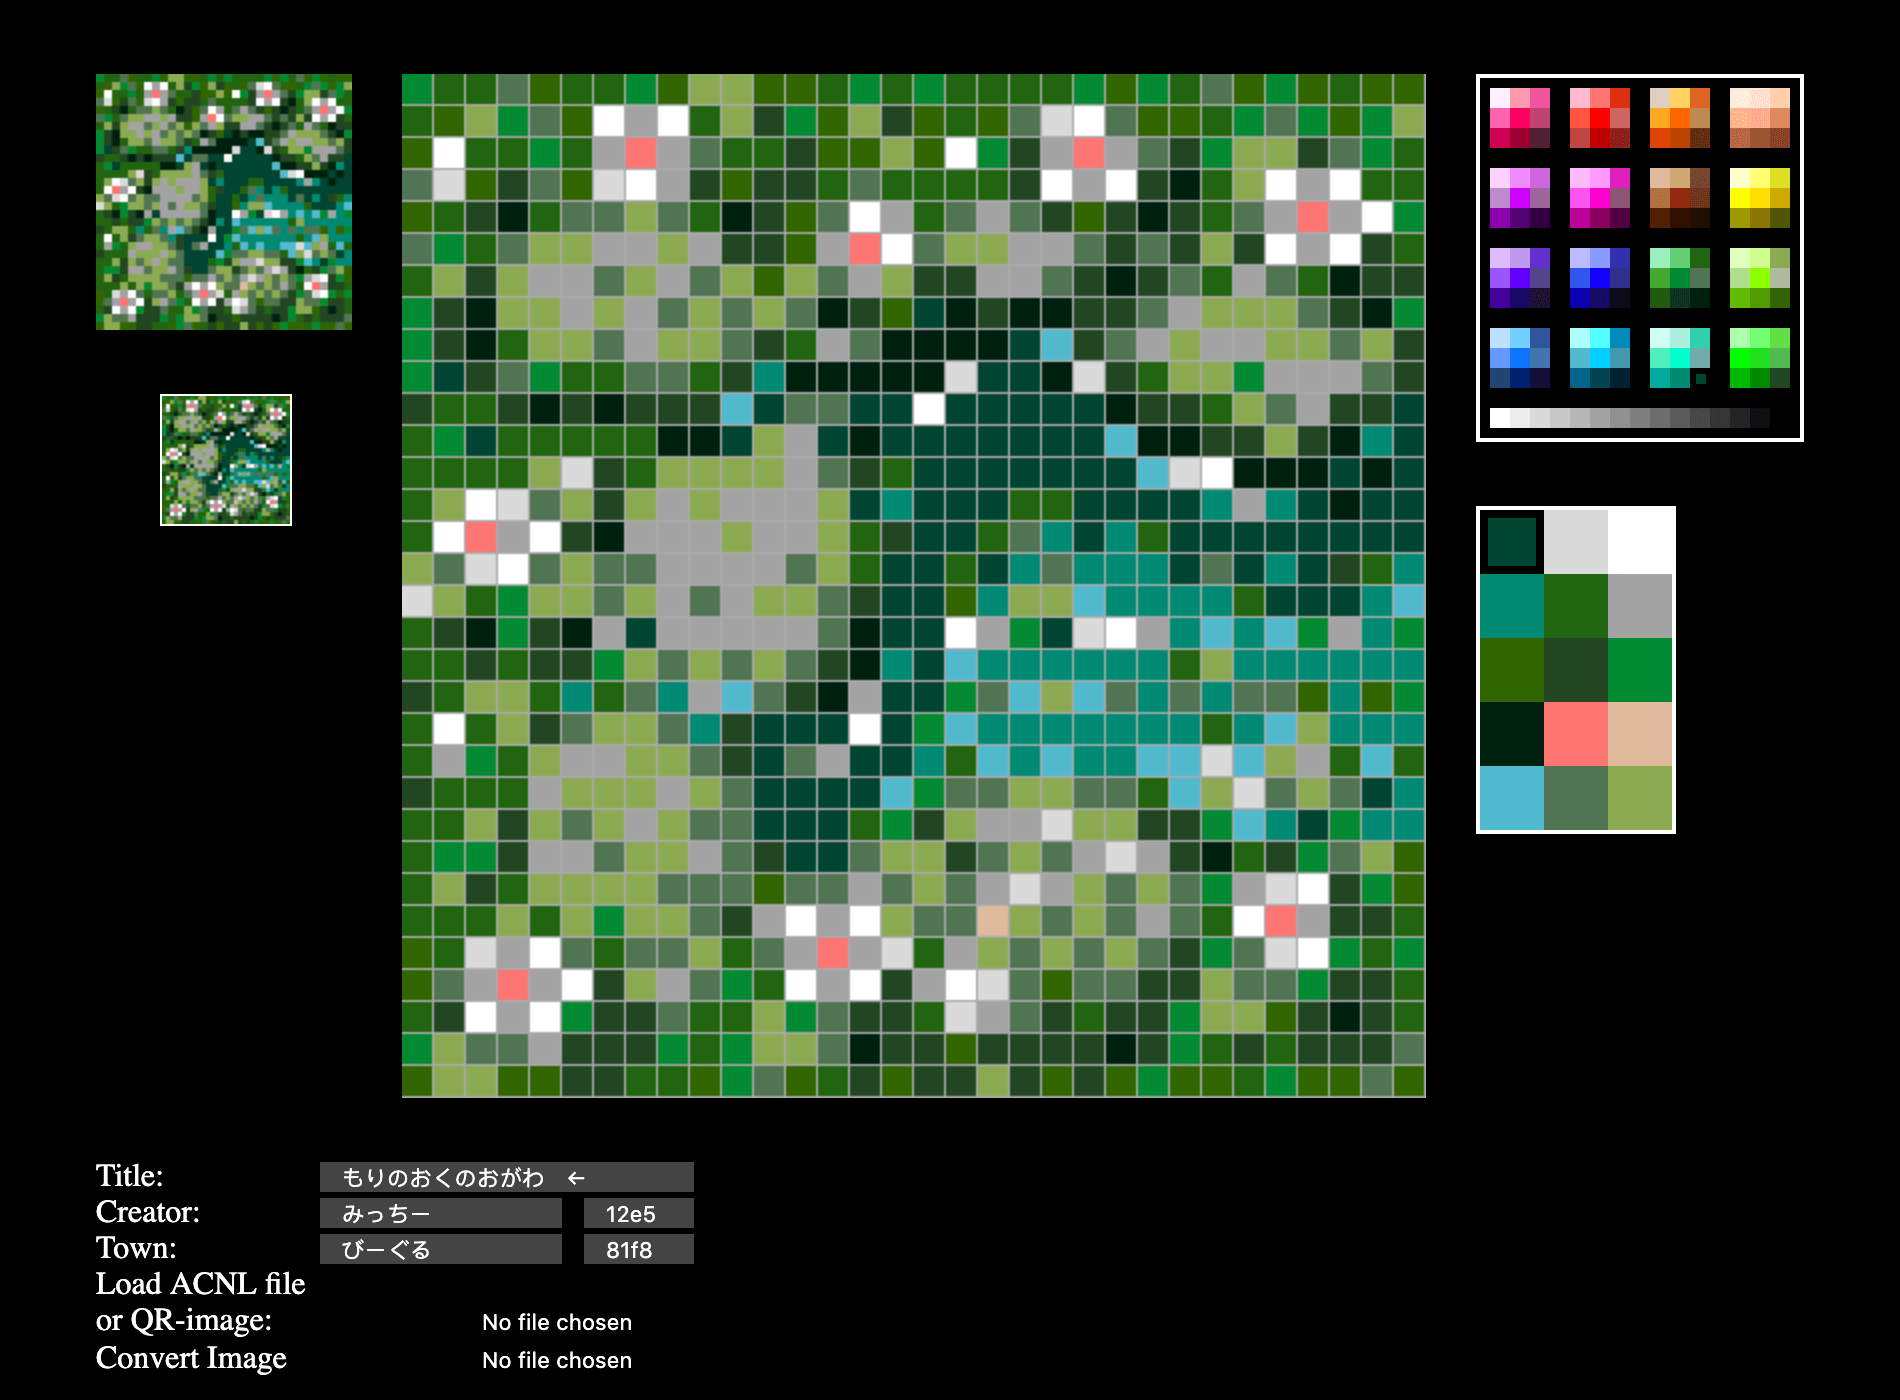 Title: もりのおくのおがわ ←
Creator: みっちー 12e5
Town: びーぐる 81f8
Load ACNL file
or QR-image: No file chosen
Convert Image No file chosen